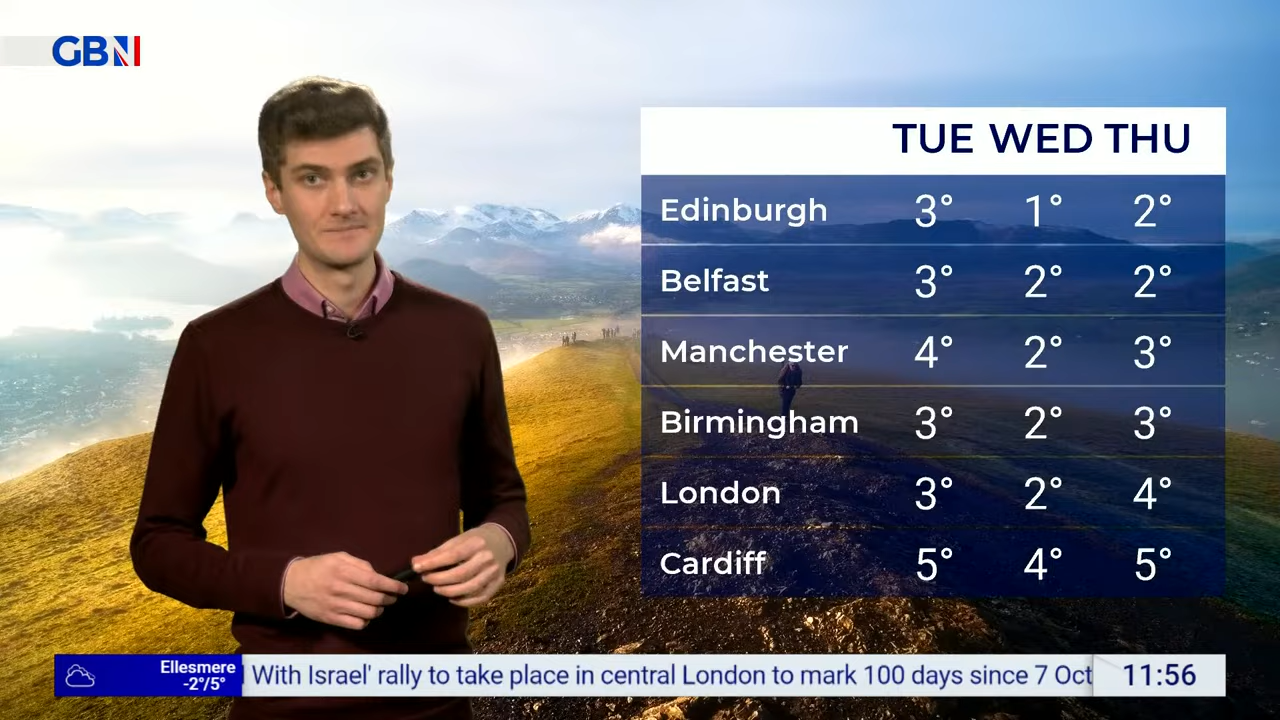 GBN
TUE WED THU
Edinburgh 3° 1° 2°
Belfast 3° 2° 2°
Manchester 4° 2° 3°
Birmingham 3° 2° 3°
London 3° 2° 4°
Cardiff 5° 4° 5°
Ellesmere
-2°/5°
With Israel' rally to take place in central London to mark 100 days since 7 Oct
11:56